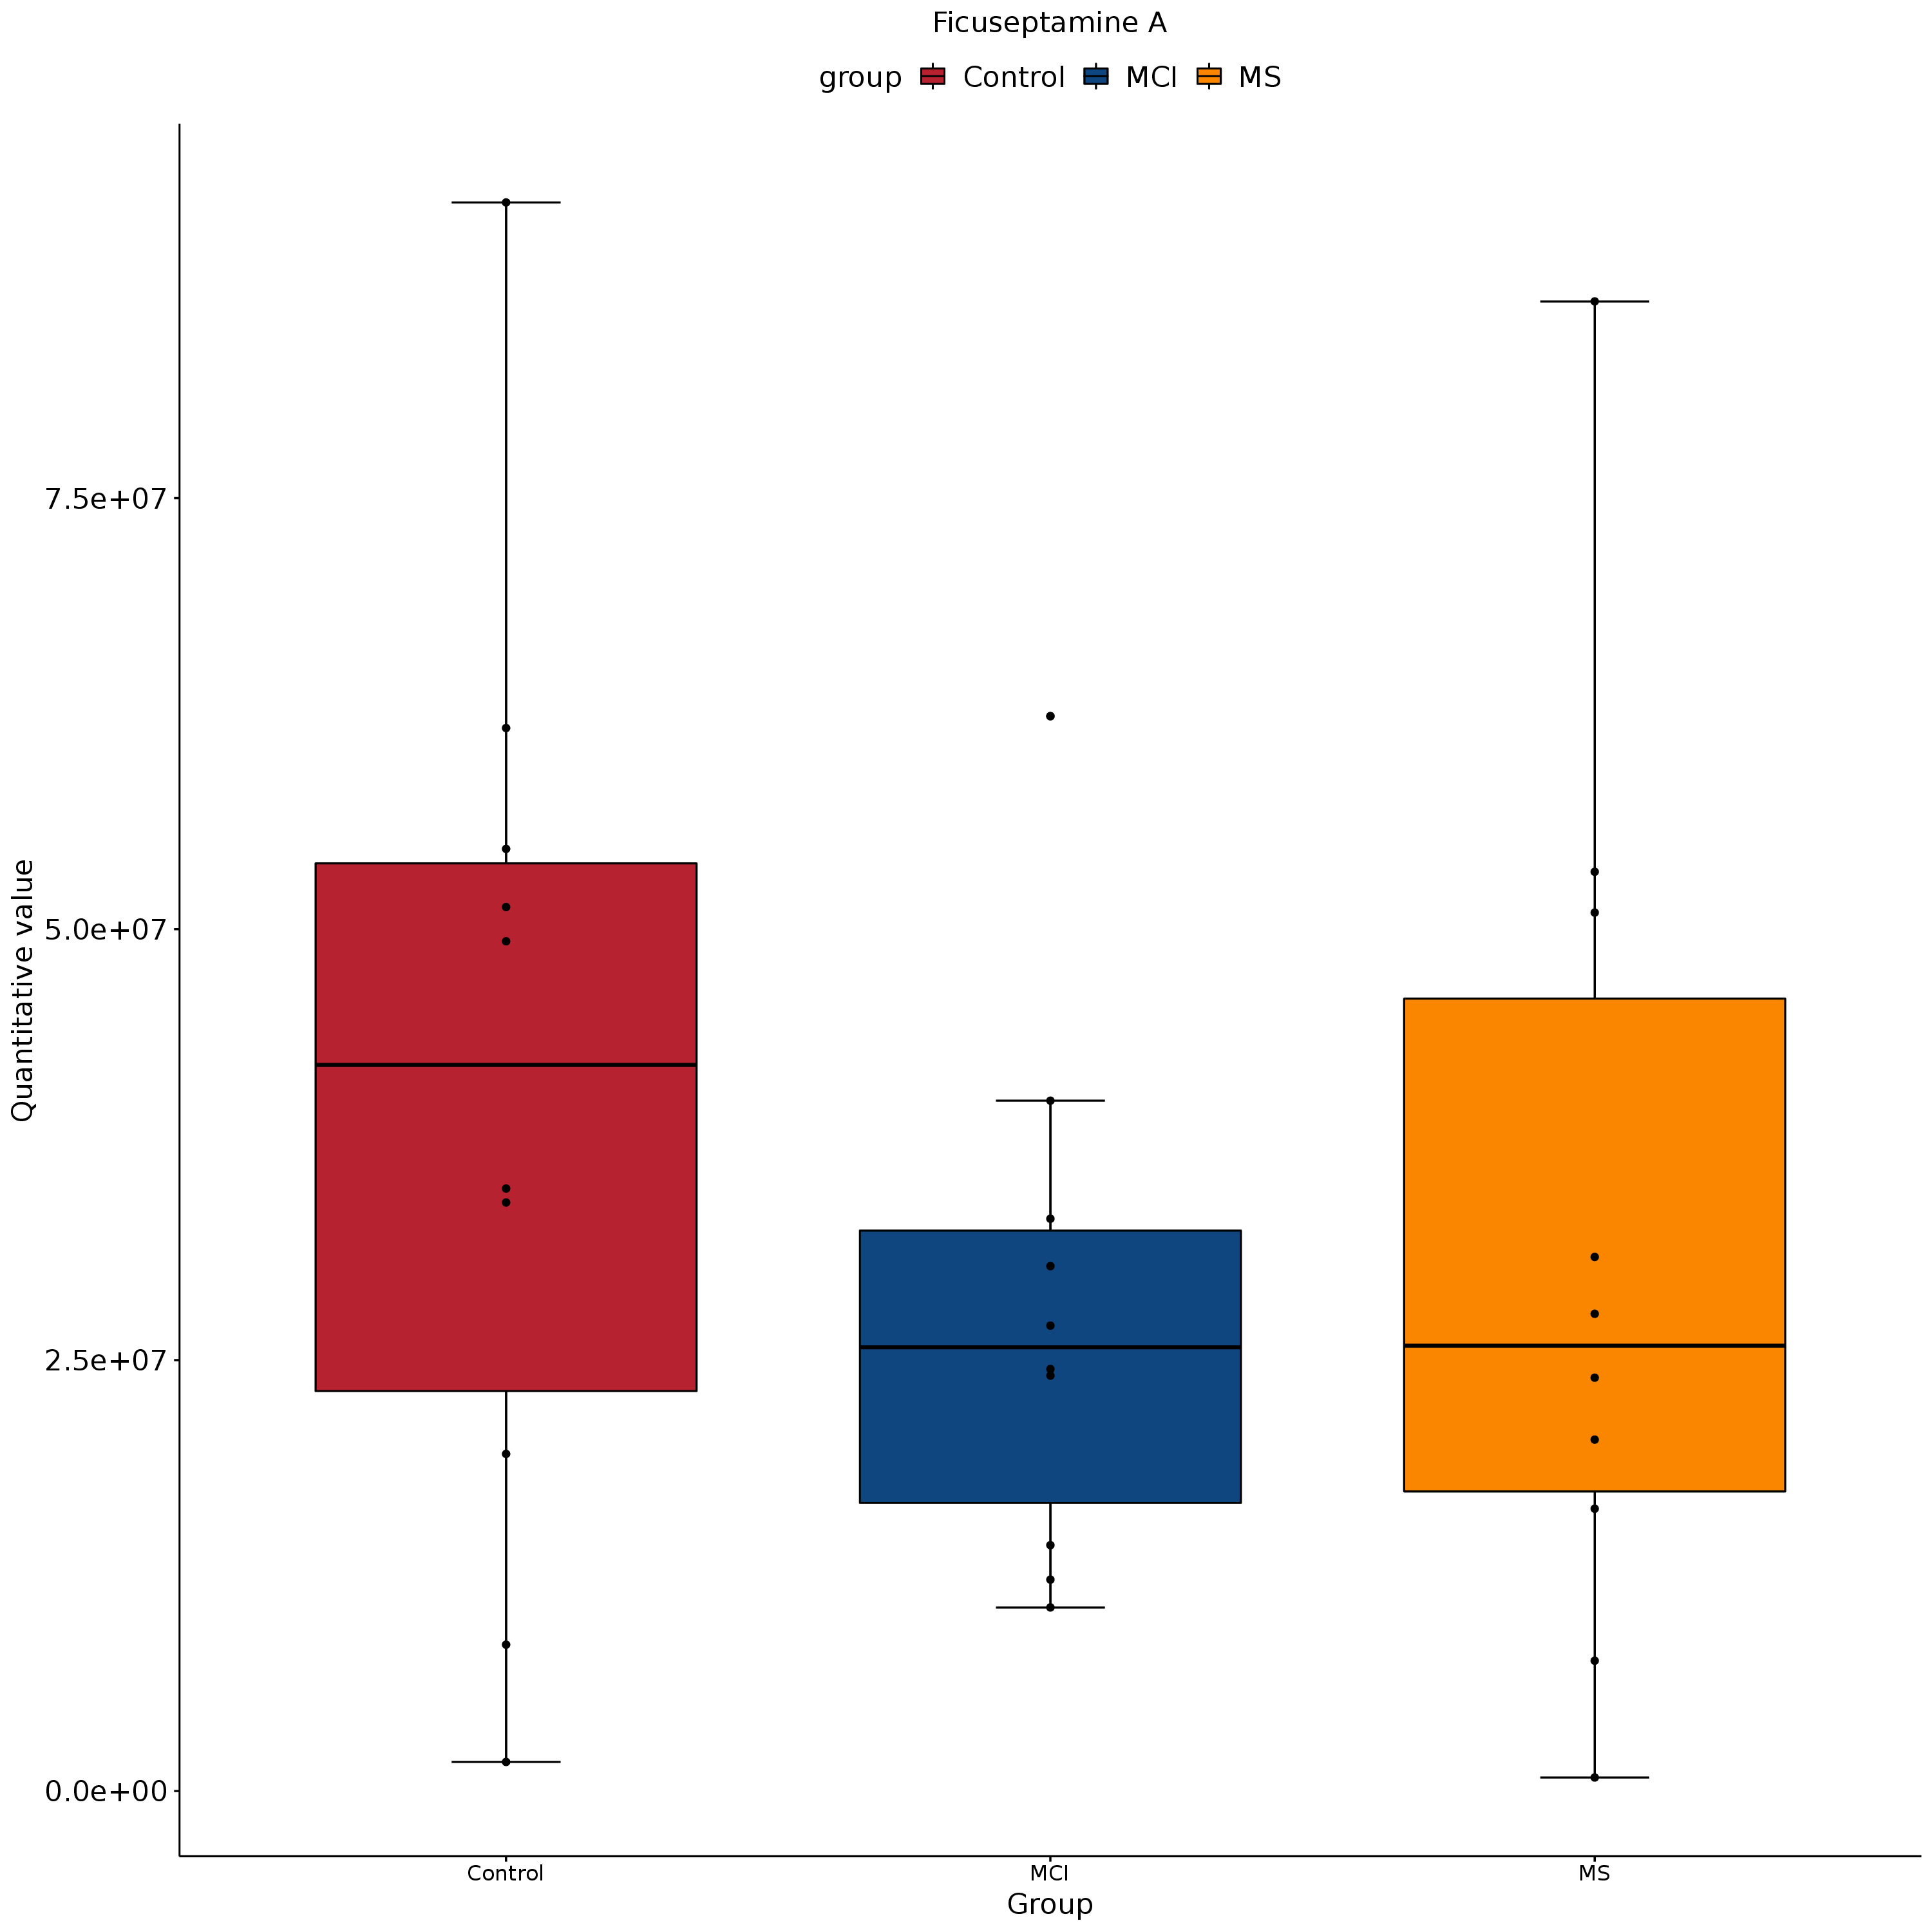 Ficuseptamine A
group Control MCI MS
Quantitative value
7.5e+07
5.0e+07
2.5e+07
0.0e+00
Control MCI MS
Group